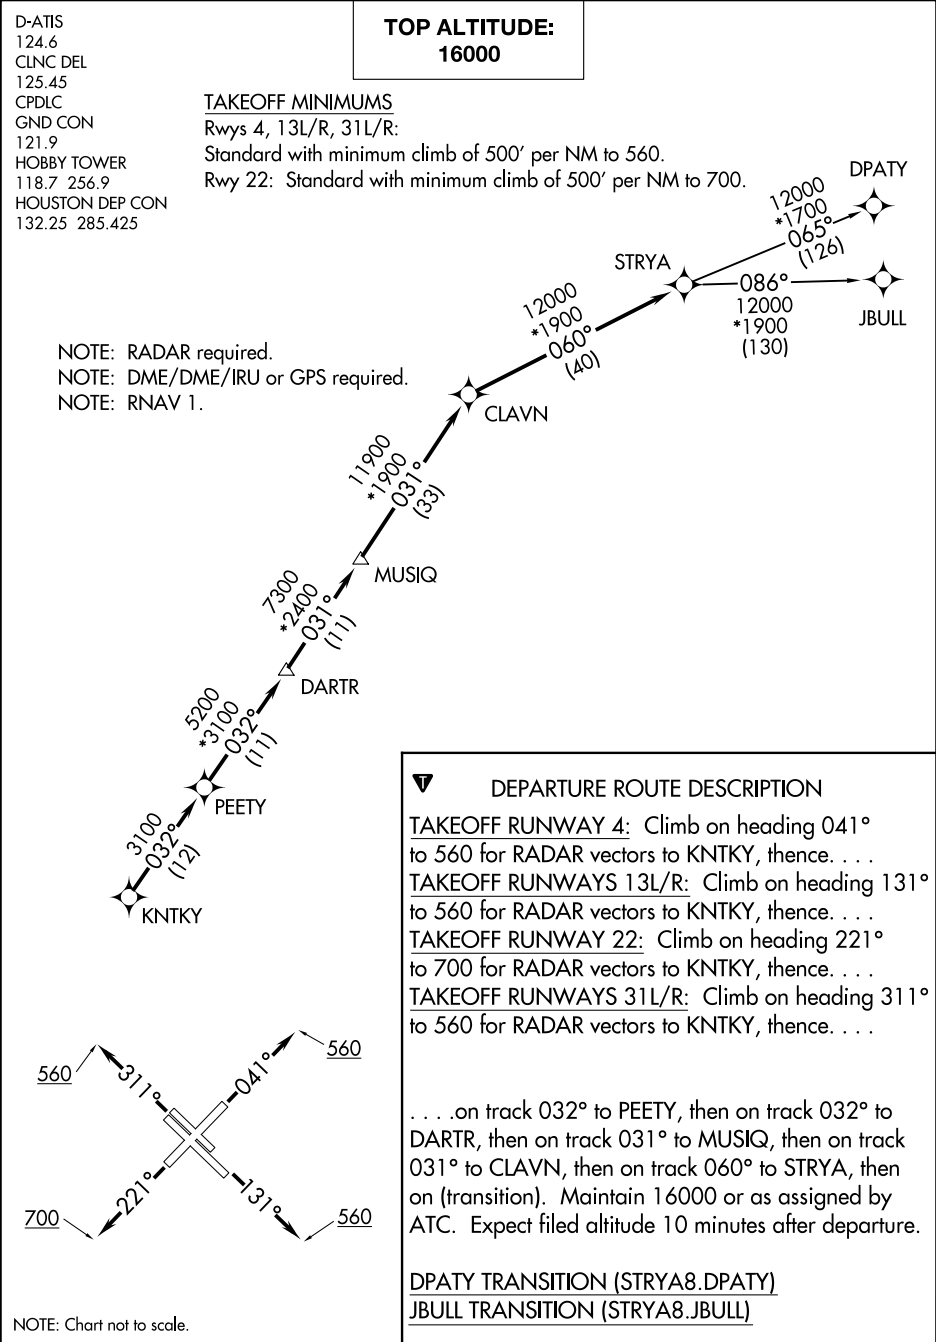 D-ATIS
124.6
CLNC DEL
125.45
CPDLC
GND CON
121.9
HOBBY TOWER
118.7 256.9
HOUSTON DEP CON
132.25 285.425
TOP ALTITUDE:
16000
TAKEOFF MINIMUMS
Rwys 4, 13L/R, 31L/R:
Standard with minimum climb of 500' per NM to 560.
Rwy 22: Standard with minimum climb of 500' per NM to 700.
DPATY
12000
*1700
065°
(126)
STRYA
086°
12000
*1900
(130)
JBULL
12000
*1900
060°
(40)
NOTE: RADAR required.
NOTE: DME/DME/IRU or GPS required.
NOTE: RNAV 1.
CLAVN
11900
*1900
031°
(33)
MUSIQ
7300
*2400
031°
(11)
DARTR
5200
*3100
032°
(11)
PEETY
3100
032°
(12)
KNTKY
T
DEPARTURE ROUTE DESCRIPTION
TAKEOFF RUNWAY 4: Climb on heading 041°
to 560 for RADAR vectors to KNTKY, thence. . . .
TAKEOFF RUNWAYS 13L/R: Climb on heading 131°
to 560 for RADAR vectors to KNTKY, thence. . . .
TAKEOFF RUNWAY 22: Climb on heading 221°
to 700 for RADAR vectors to KNTKY, thence. . . .
TAKEOFF RUNWAYS 31L/R: Climb on heading 311°
to 560 for RADAR vectors to KNTKY, thence. . . .
. . . .on track 032° to PEETY, then on track 032° to
DARTR, then on track 031° to MUSIQ, then on track
031° to CLAVN, then on track 060° to STRYA, then
on (transition). Maintain 16000 or as assigned by
ATC. Expect filed altitude 10 minutes after departure.
DPATY TRANSITION (STRYA8.DPATY)
JBULL TRANSITION (STRYA8.JBULL)
560
311°
041°
560
700
221°
131°
560
NOTE: Chart not to scale.